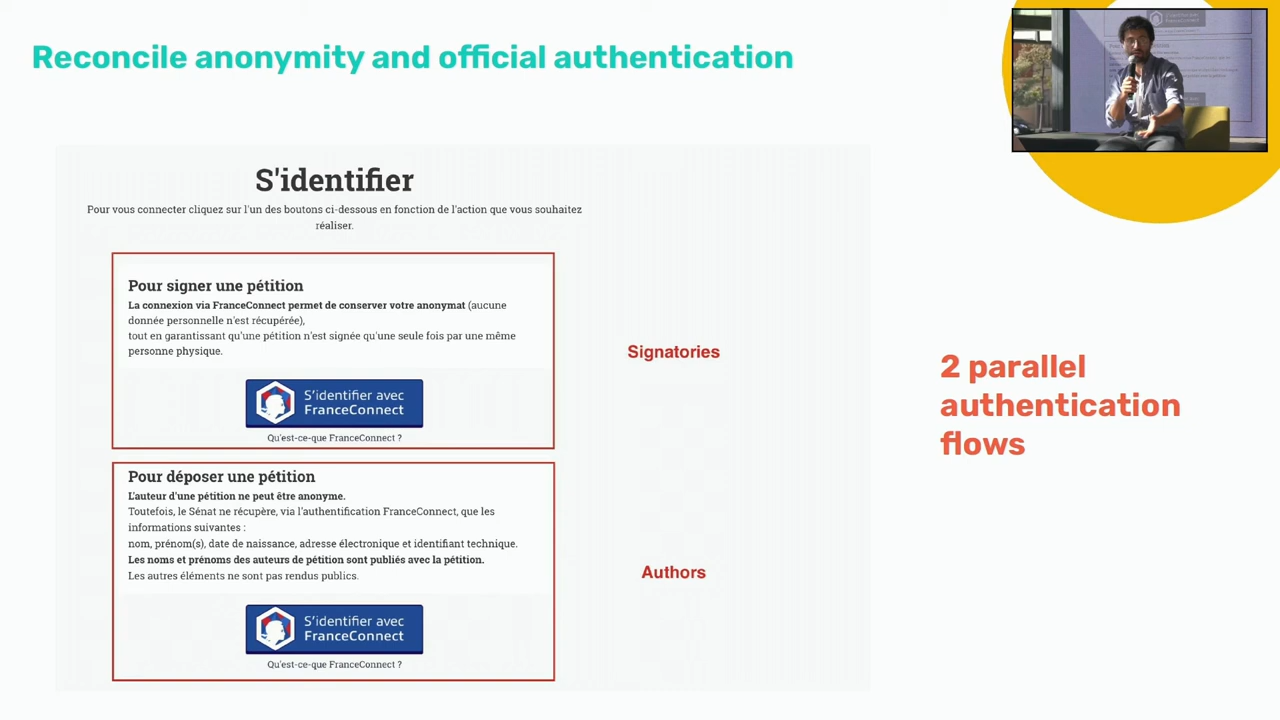 Reconcile anonymity and official authentication
S'identifier
Pour vous connecter cliquez sur l'un des boutons ci-dessous en fonction de l'action que vous souhaitez
réaliser.
Pour signer une pétition
La connexion via FranceConnect permet de conserver votre anonymat (aucune
donnée personnelle n'est récupérée),
tout en garantissant qu'une pétition n'est signée qu'une seule fois par une même
personne physique.
S'identifier avec
FranceConnect
Qu'est-ce-que FranceConnect ?
Signatories
Pour déposer une pétition
L'auteur d'une pétition ne peut être anonyme.
Toutefois, le Sénat ne récupère, via l'authentification FranceConnect, que les
informations suivantes :
nom, prénom(s), date de naissance, adresse électronique et identifiant technique.
Les noms et prénoms des auteurs de pétition sont publiés avec la pétition.
Les autres éléments ne sont pas rendus publics.
S'identifier avec
FranceConnect
Qu'est-ce-que FranceConnect ?
Authors
2 parallel
authentication
flows